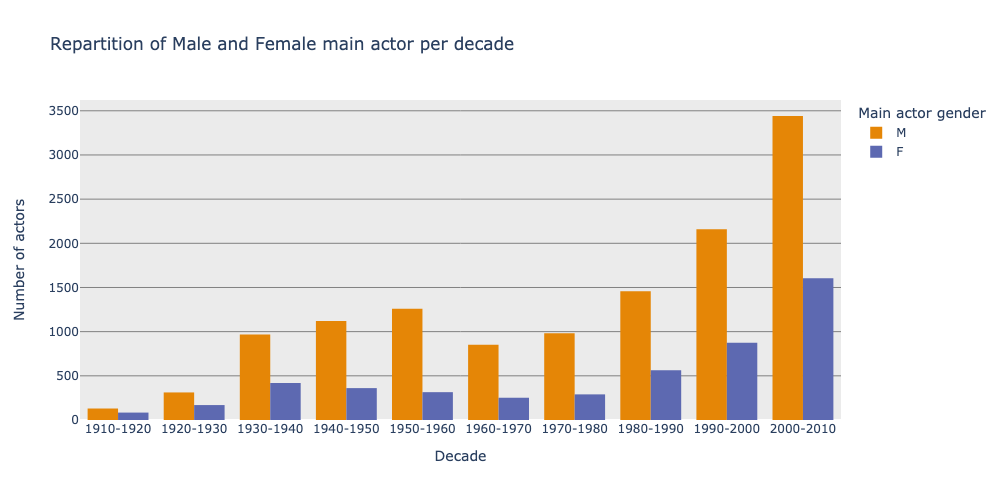 Repartition of Male and Female main actor per decade
Main actor gender
M
F
Number of actors
3500
3000
2500
2000
1500
1000
500
0
1910-1920 1920-1930 1930-1940 1940-1950 1950-1960 1960-1970 1970-1980 1980-1990 1990-2000 2000-2010
Decade